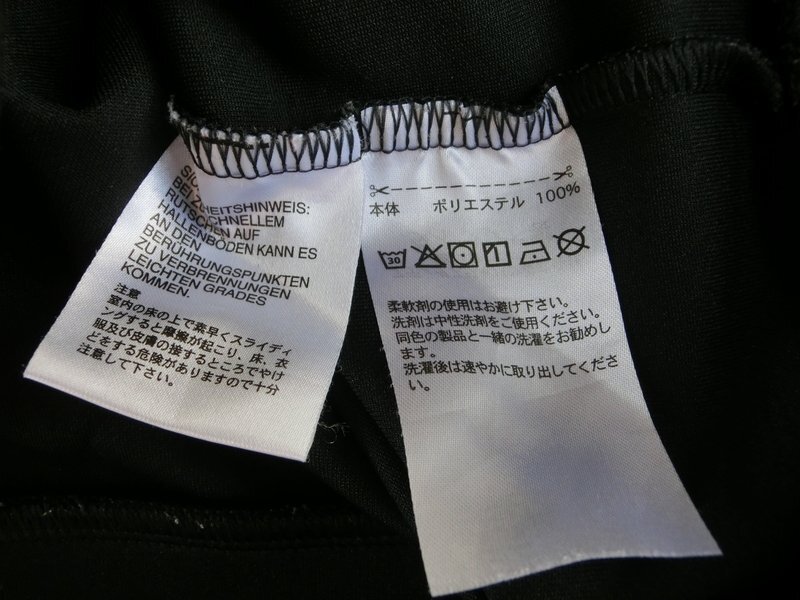 BEI
HEITSHINWEIS:
RUTSCHNELLEM
HALLENBÖDEN KANN ES
AN DEN
BERÜHRUNGSPUNKTEN
ZU VERBRENNUNGEN
LEICHTEN GRADES
KOMMEN.
注意
室内の床の上で素早くスライディ
ングすると摩擦が起こり、床、衣
服及び皮膚の接するところでやけ
どをする危険がありますので十分
注意して下さい。
本体 ポリエステル 100%
30
柔軟剤の使用はお避け下さい。
洗剤は中性洗剤をご使用ください。
同色の製品と一緒の洗濯をお勧めし
ます。
洗濯後は速やかに取り出してくださ
い。